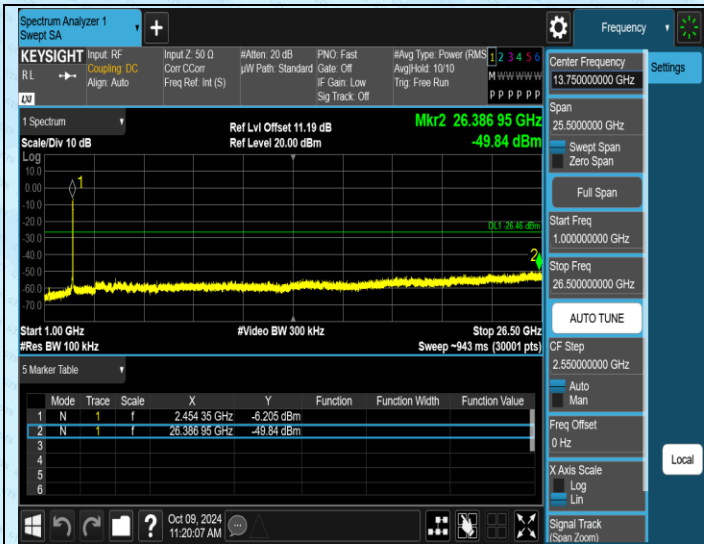 Spectrum Analyzer 1
Swept SA
+
Frequency
KEYSIGHT
RL
LXI
Input: RF
Coupling: DC
Align: Auto
Input Z: 50 Ω
Corr CCorr
Freq Ref: Int (S)
#Atten: 20 dB
µW Path: Standard
PNO: Fast
Gate: Off
IF Gain: Low
Sig Track: Off
#Avg Type: Power (RMS
Avg|Hold: 10/10
Trig: Free Run
1 2 3 4 5 6
M W W W W W
P P P P P P
1 Spectrum
Scale/Div 10 dB
Ref Lvl Offset 11.19 dB
Ref Level 20.00 dBm
Mkr2 26.386 95 GHz
-49.84 dBm
Log
10.0
0.00
-10.0
-20.0
-30.0
-40.0
-50.0
-60.0
-70.0
1
DL1 -26.46 dBm
2
Start 1.00 GHz
#Video BW 300 kHz
Stop 26.50 GHz
#Res BW 100 kHz
Sweep ~943 ms (30001 pts)
5 Marker Table
Mode Trace Scale X Y Function Function Width Function Value
1 N 1 f 2.454 35 GHz -6.205 dBm
2 N 1 f 26.386 95 GHz -49.84 dBm
3
4
5
6
?
Oct 09, 2024
11:20:07 AM
Center Frequency
13.750000000 GHz
Span
25.5000000 GHz
Swept Span
Zero Span
Full Span
Start Freq
1.000000000 GHz
Stop Freq
26.500000000 GHz
AUTO TUNE
CF Step
2.550000000 GHz
Auto
Man
Freq Offset
0 Hz
X Axis Scale
Log
Lin
Signal Track
(Span Zoom)
Settings
Local